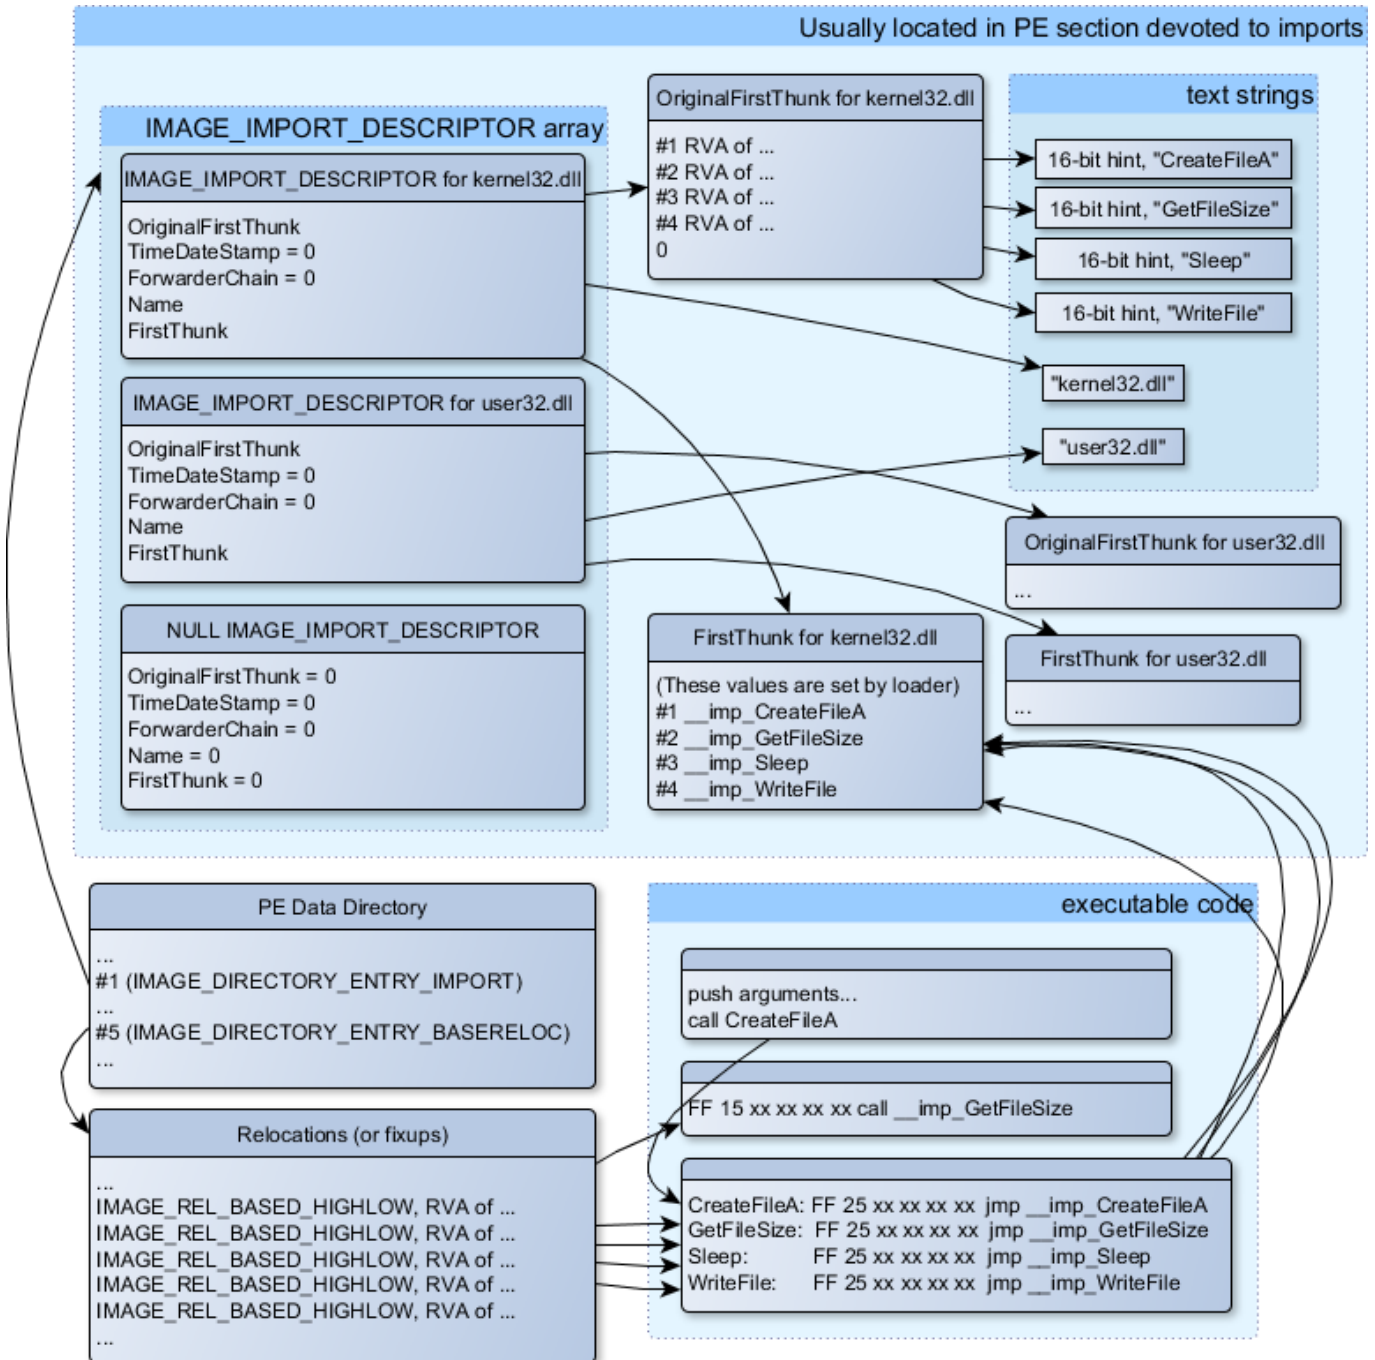 Usually located in PE section devoted to imports
IMAGE_IMPORT_DESCRIPTOR array
IMAGE_IMPORT_DESCRIPTOR for kernel32.dll
OriginalFirstThunk
TimeDateStamp = 0
ForwarderChain = 0
Name
FirstThunk
IMAGE_IMPORT_DESCRIPTOR for user32.dll
OriginalFirstThunk
TimeDateStamp = 0
ForwarderChain = 0
Name
FirstThunk
NULL IMAGE_IMPORT_DESCRIPTOR
OriginalFirstThunk = 0
TimeDateStamp = 0
ForwarderChain = 0
Name = 0
FirstThunk = 0
OriginalFirstThunk for kernel32.dll
#1 RVA of ...
#2 RVA of ...
#3 RVA of ...
#4 RVA of ...
0
text strings
16-bit hint, "CreateFileA"
16-bit hint, "GetFileSize"
16-bit hint, "Sleep"
16-bit hint, "WriteFile"
"kernel32.dll"
"user32.dll"
OriginalFirstThunk for user32.dll
...
FirstThunk for kernel32.dll
(These values are set by loader)
#1 __imp_CreateFileA
#2 __imp_GetFileSize
#3 __imp_Sleep
#4 __imp_WriteFile
FirstThunk for user32.dll
...
PE Data Directory
...
#1 (IMAGE_DIRECTORY_ENTRY_IMPORT)
...
#5 (IMAGE_DIRECTORY_ENTRY_BASERELOC)
...
Relocations (or fixups)
...
IMAGE_REL_BASED_HIGHLOW, RVA of ...
IMAGE_REL_BASED_HIGHLOW, RVA of ...
IMAGE_REL_BASED_HIGHLOW, RVA of ...
IMAGE_REL_BASED_HIGHLOW, RVA of ...
IMAGE_REL_BASED_HIGHLOW, RVA of ...
...
executable code
push arguments...
call CreateFileA
FF 15 xx xx xx xx call __imp_GetFileSize
CreateFileA: FF 25 xx xx xx xx jmp __imp_CreateFileA
GetFileSize: FF 25 xx xx xx xx jmp __imp_GetFileSize
Sleep: FF 25 xx xx xx xx jmp __imp_Sleep
WriteFile: FF 25 xx xx xx xx jmp __imp_WriteFile